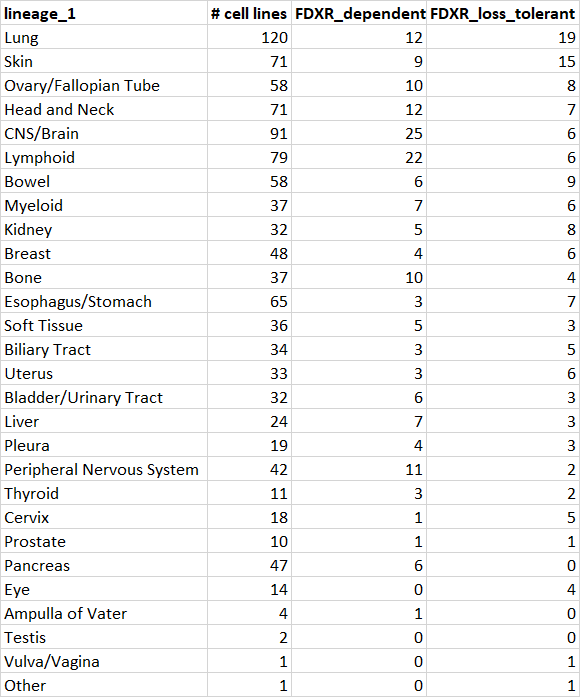 lineage_1 # cell lines FDXR_dependent FDXR_loss_tolerant
Lung 120 12 19
Skin 71 9 15
Ovary/Fallopian Tube 58 10 8
Head and Neck 71 12 7
CNS/Brain 91 25 6
Lymphoid 79 22 6
Bowel 58 6 9
Myeloid 37 7 6
Kidney 32 5 8
Breast 48 4 6
Bone 37 10 4
Esophagus/Stomach 65 3 7
Soft Tissue 36 5 3
Biliary Tract 34 3 5
Uterus 33 3 6
Bladder/Urinary Tract 32 6 3
Liver 24 7 3
Pleura 19 4 3
Peripheral Nervous System 42 11 2
Thyroid 11 3 2
Cervix 18 1 5
Prostate 10 1 1
Pancreas 47 6 0
Eye 14 0 4
Ampulla of Vater 4 1 0
Testis 2 0 0
Vulva/Vagina 1 0 1
Other 1 0 1